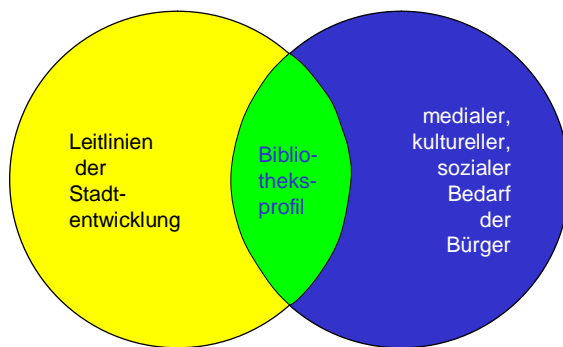 Leitlinien
der
Stadt-
entwicklung
Biblio-
theks-
profil
medialer,
kultureller,
sozialer
Bedarf
der
Bürger